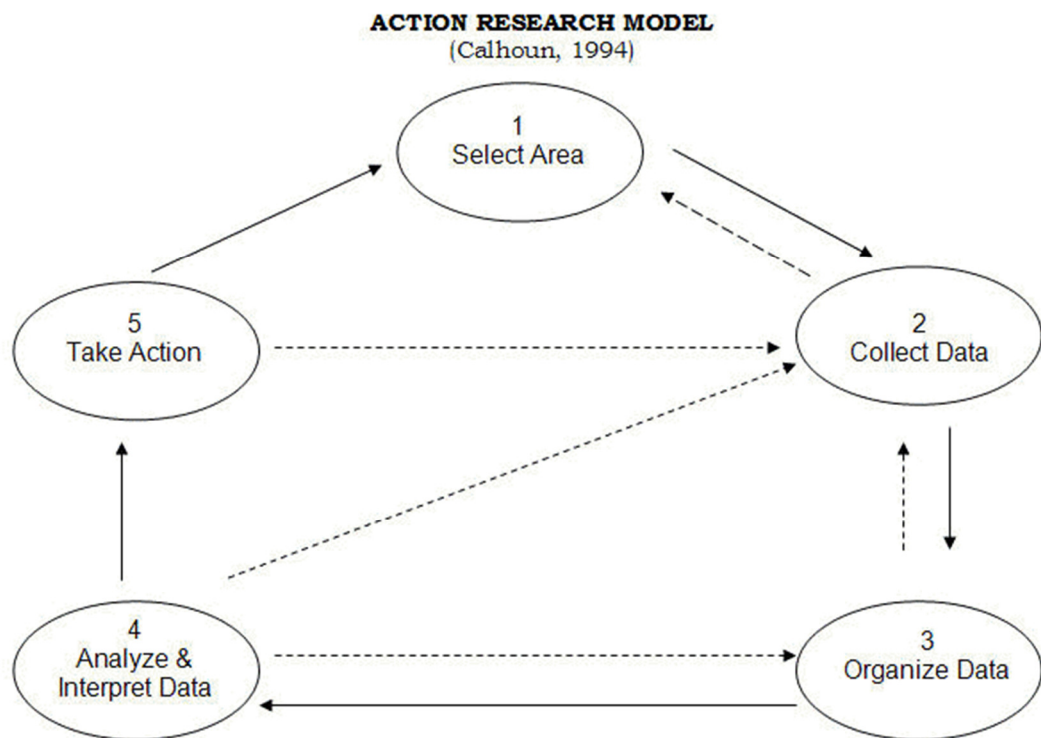 ACTION RESEARCH MODEL
(Calhoun, 1994)
1
Select Area
5
Take Action
2
Collect Data
4
Analyze &
Interpret Data
3
Organize Data